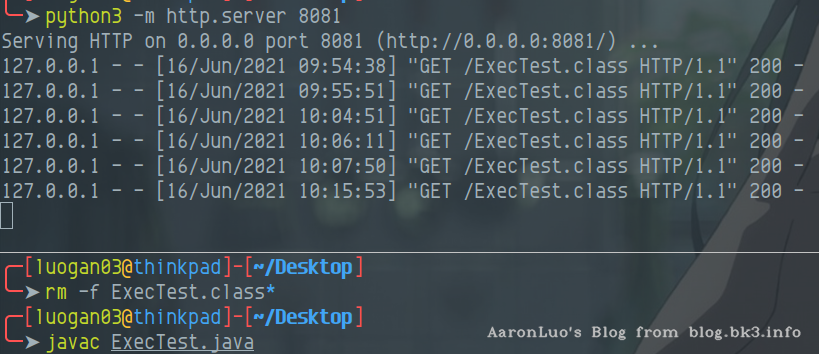 ➤ python3 -m http.server 8081
Serving HTTP on 0.0.0.0 port 8081 (http://0.0.0.0:8081/) ...
127.0.0.1 - - [16/Jun/2021 09:54:38] "GET /ExecTest.class HTTP/1.1" 200 -
127.0.0.1 - - [16/Jun/2021 09:55:51] "GET /ExecTest.class HTTP/1.1" 200 -
127.0.0.1 - - [16/Jun/2021 10:04:51] "GET /ExecTest.class HTTP/1.1" 200 -
127.0.0.1 - - [16/Jun/2021 10:06:11] "GET /ExecTest.class HTTP/1.1" 200 -
127.0.0.1 - - [16/Jun/2021 10:07:50] "GET /ExecTest.class HTTP/1.1" 200 -
127.0.0.1 - - [16/Jun/2021 10:15:53] "GET /ExecTest.class HTTP/1.1" 200 -
[luogan03@thinkpad]-[~/Desktop]
➤ rm -f ExecTest.class*
[luogan03@thinkpad]-[~/Desktop]
➤ javac ExecTest.java
AaronLuo's Blog from blog.bk3.info